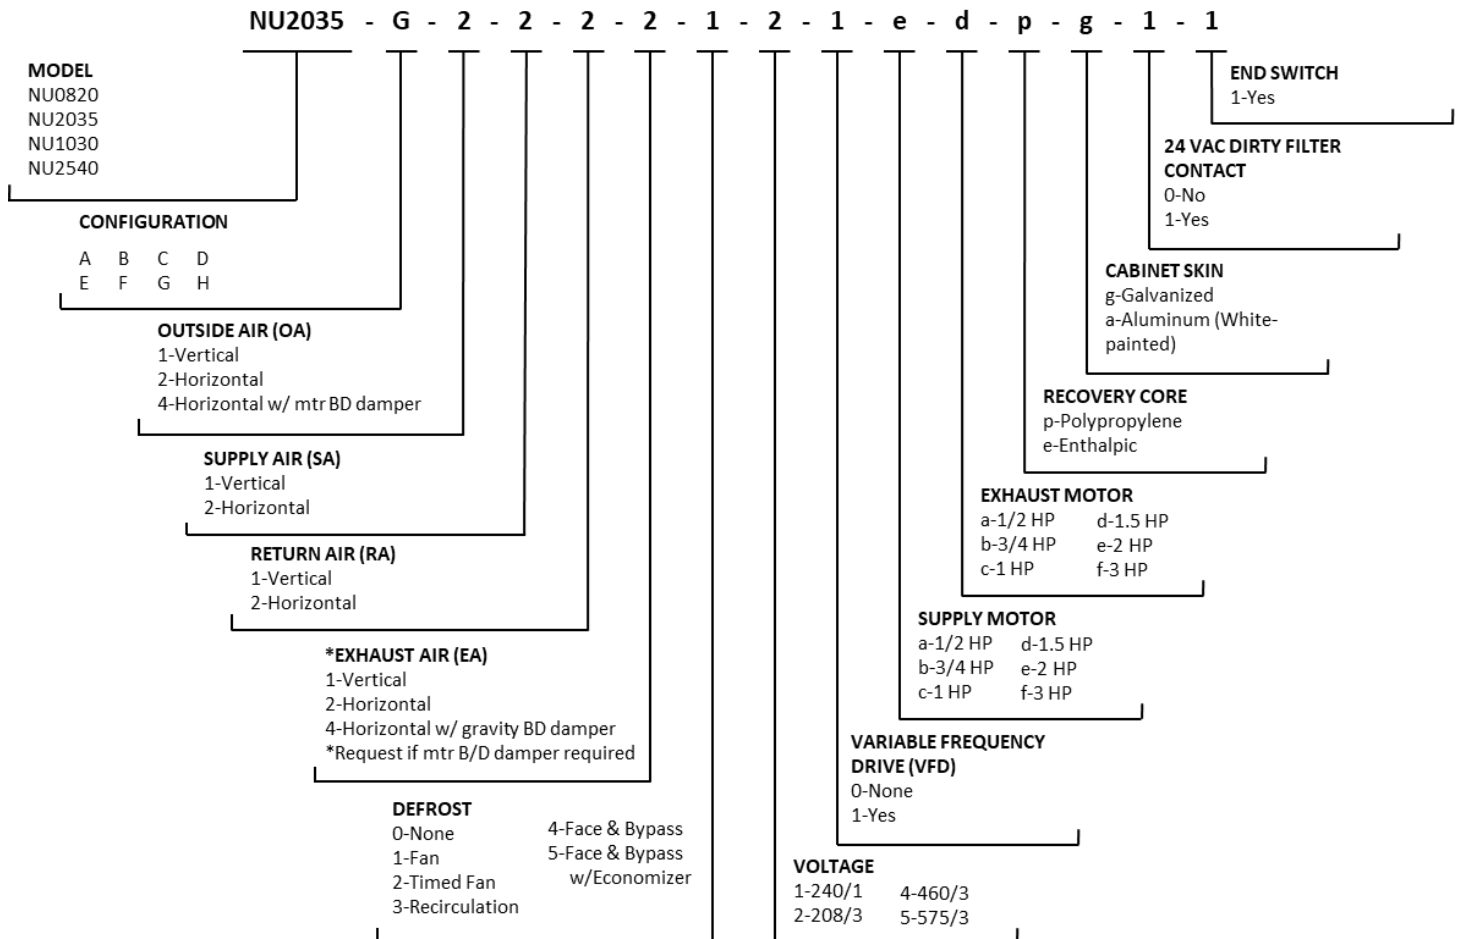 NU2035 - G - 2 - 2 - 2 - 2 - 1 - 2 - 1 - e - d - p - g - 1 - 1
MODEL
NU0820
NU2035
NU1030
NU2540
CONFIGURATION
A B C D
E F G H
OUTSIDE AIR (OA)
1-Vertical
2-Horizontal
4-Horizontal w/ mtr BD damper
SUPPLY AIR (SA)
1-Vertical
2-Horizontal
RETURN AIR (RA)
1-Vertical
2-Horizontal
*EXHAUST AIR (EA)
1-Vertical
2-Horizontal
4-Horizontal w/ gravity BD damper
*Request if mtr B/D damper required
DEFROST
0-None
1-Fan
2-Timed Fan
3-Recirculation
4-Face & Bypass
5-Face & Bypass
w/Economizer
END SWITCH
1-Yes
24 VAC DIRTY FILTER
CONTACT
0-No
1-Yes
CABINET SKIN
g-Galvanized
a-Aluminum (White-
painted)
RECOVERY CORE
p-Polypropylene
e-Enthalpic
EXHAUST MOTOR
a-1/2 HP d-1.5 HP
b-3/4 HP e-2 HP
c-1 HP f-3 HP
SUPPLY MOTOR
a-1/2 HP d-1.5 HP
b-3/4 HP e-2 HP
c-1 HP f-3 HP
VARIABLE FREQUENCY
DRIVE (VFD)
0-None
1-Yes
VOLTAGE
1-240/1 4-460/3
2-208/3 5-575/3